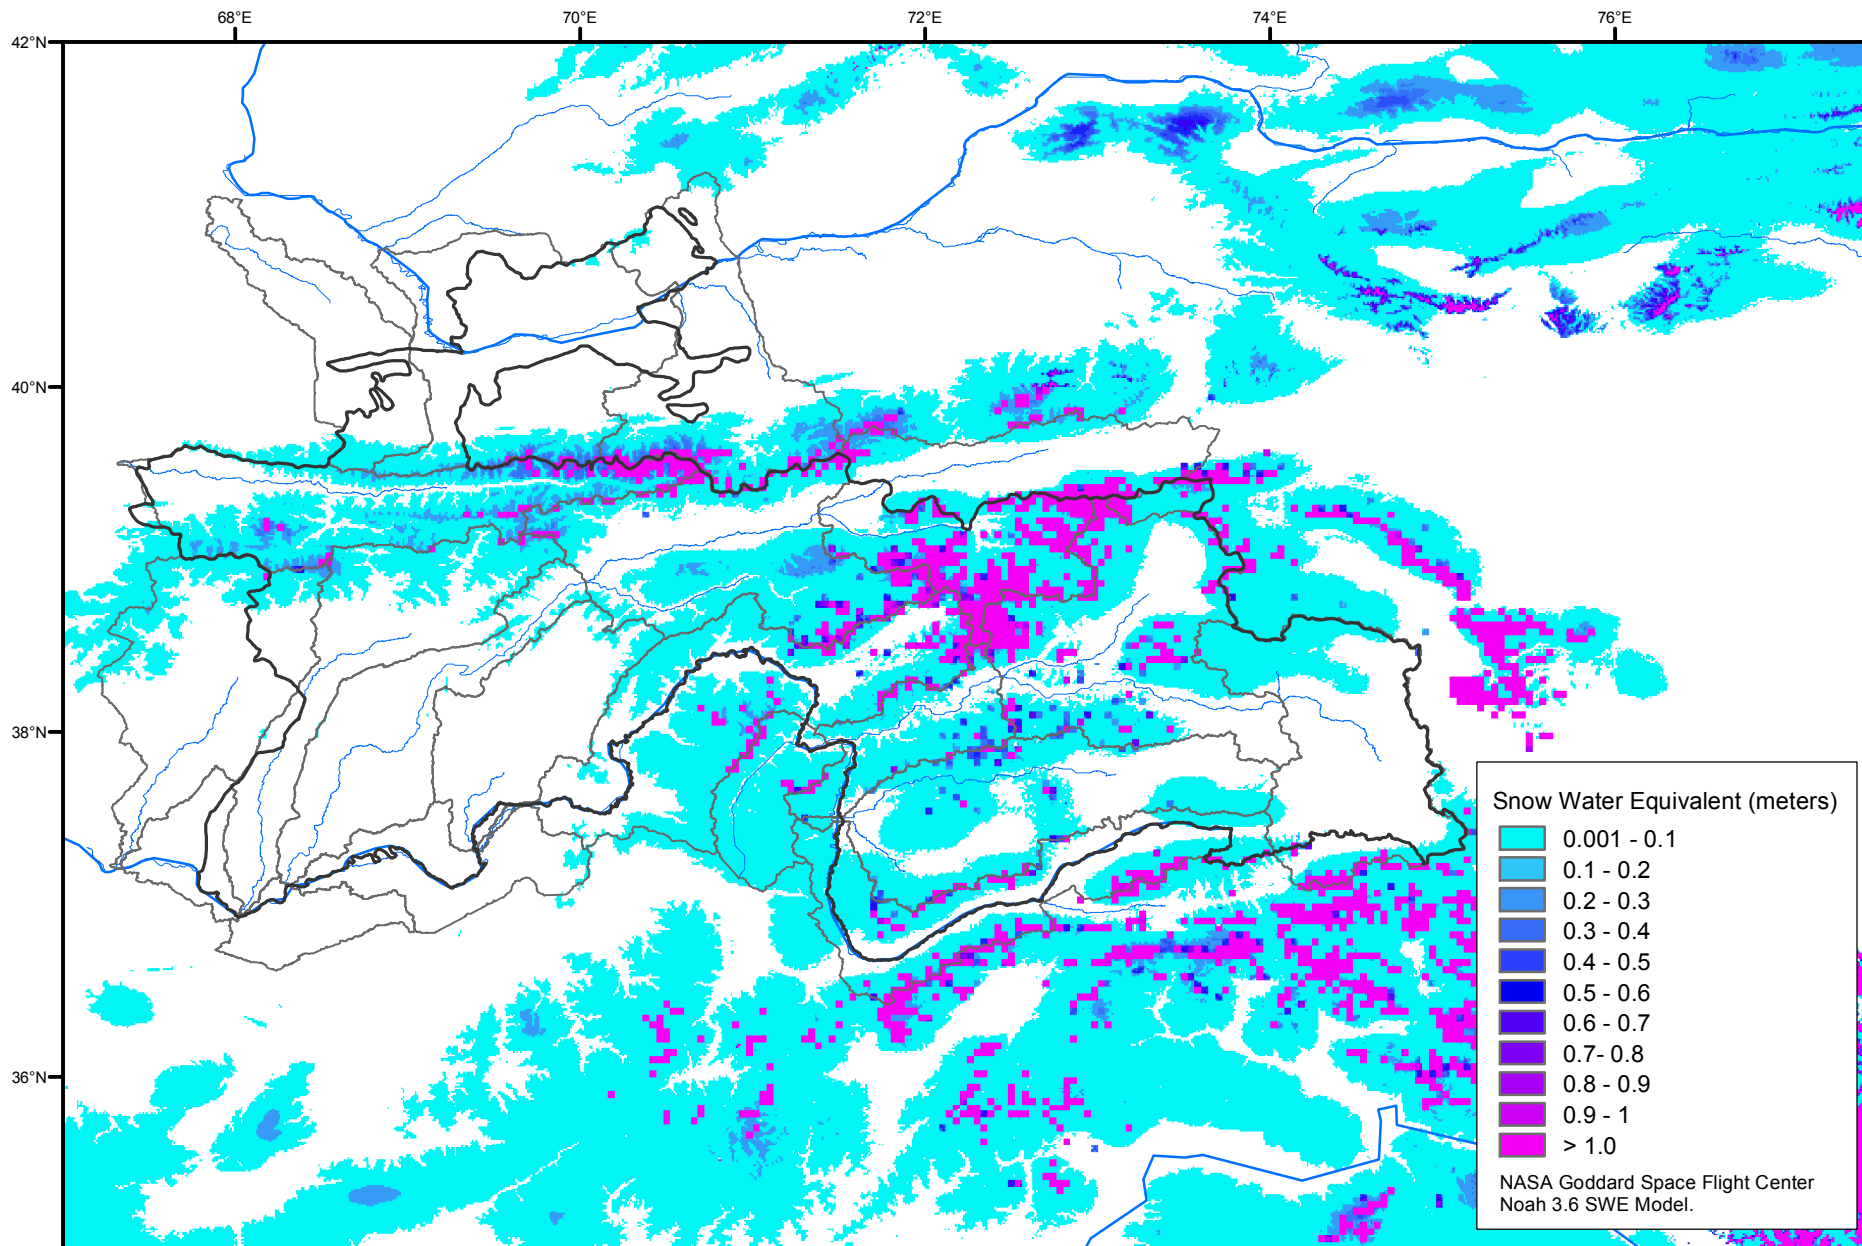 68°E
70°E
72°E
74°E
76°E
42°N
40°N
38°N
36°N
Snow Water Equivalent (meters)
0.001 - 0.1
0.1 - 0.2
0.2 - 0.3
0.3 - 0.4
0.4 - 0.5
0.5 - 0.6
0.6 - 0.7
0.7- 0.8
0.8 - 0.9
0.9 - 1
> 1.0
NASA Goddard Space Flight Center
Noah 3.6 SWE Model.